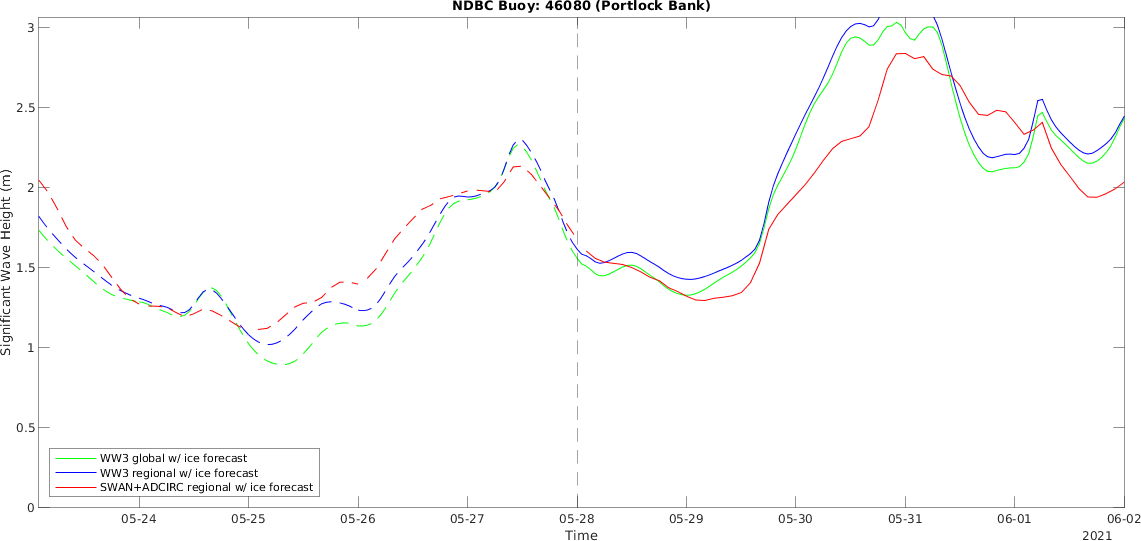 NDBC Buoy: 46080 (Portlock Bank)
3
2.5
2
1.5
1
0.5
0
Significant Wave Height (m)
WW3 global w/ ice forecast
WW3 regional w/ ice forecast
SWAN+ADCIRC regional w/ ice forecast
05-24 05-25 05-26 05-27 05-28 05-29 05-30 05-31 06-01 06-02
Time
2021